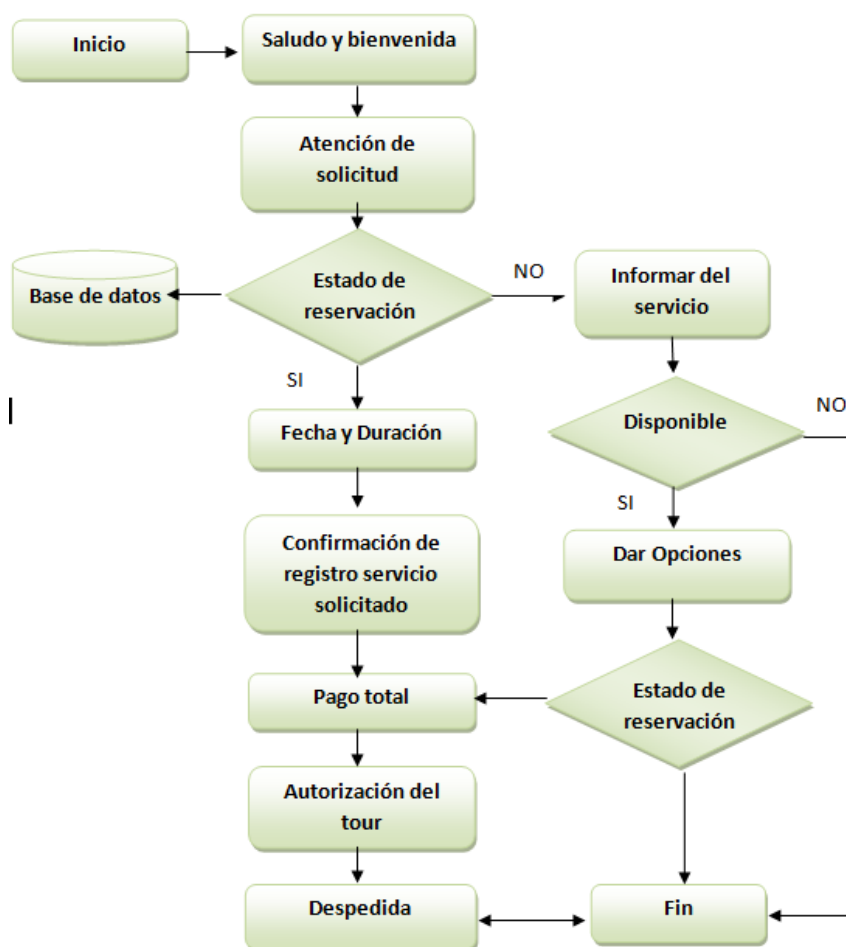 Inicio
Saludo y bienvenida
Atención de
solicitud
Base de datos
Estado de
reservación
NO
Informar del
servicio
SI
Fecha y Duración
Disponible
NO
SI
Confirmación de
registro servicio
solicitado
Dar Opciones
Pago total
Estado de
reservación
Autorización del
tour
Despedida
Fin